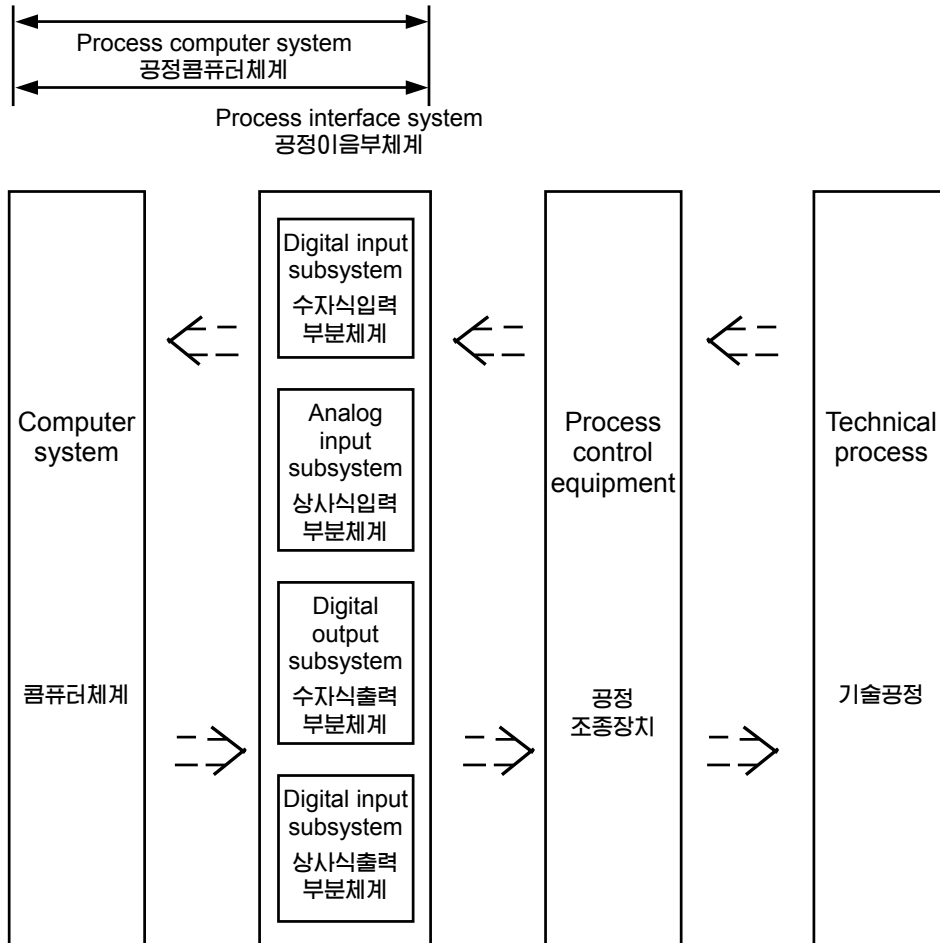 Process computer system
공정콤퓨터체계
Process interface system
공정이음부체계
Digital input
subsystem
수자식입력
부분체계
Analog
input
subsystem
상사식입력
부분체계
Digital
output
subsystem
수자식출력
부분체계
Digital input
subsystem
상사식출력
부분체계
Computer
system
콤퓨터체계
Process
control
equipment
공정
조종장치
Technical
process
기술공정